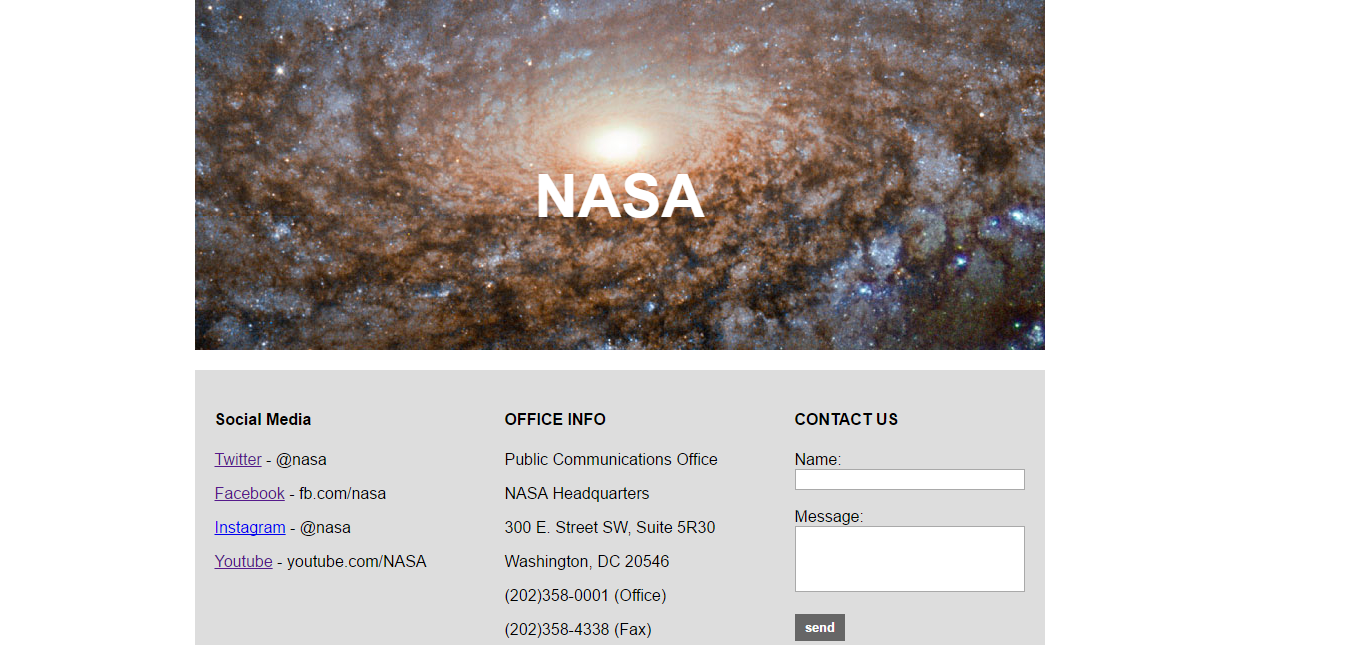 NASA
Social Media
Twitter - @nasa
Facebook - fb.com/nasa
Instagram - @nasa
Youtube - youtube.com/NASA
OFFICE INFO
Public Communications Office
NASA Headquarters
300 E. Street SW, Suite 5R30
Washington, DC 20546
(202)358-0001 (Office)
(202)358-4338 (Fax)
CONTACT US
Name:
Message:
send